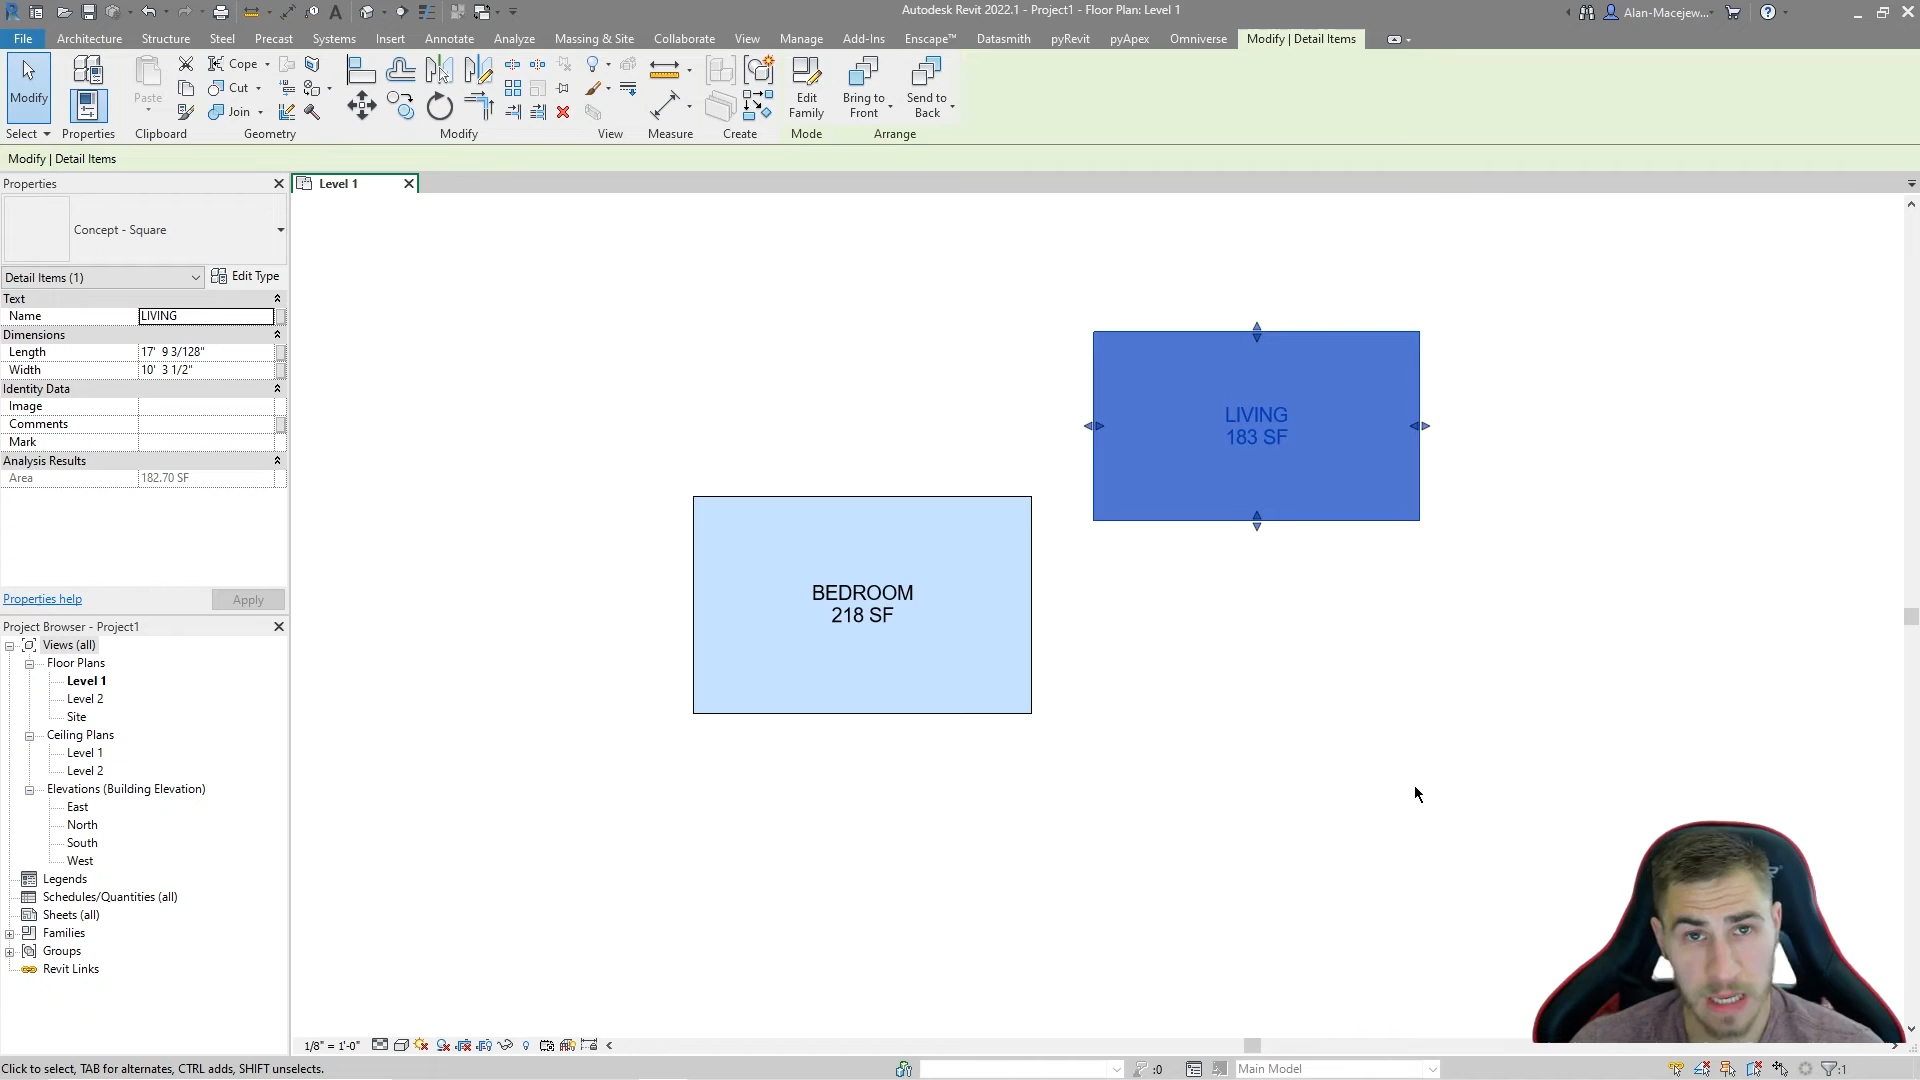 Autodesk Revit 2022.1 - Project1 - Floor Plan: Level 1
Alan-Macejew...
File
Architecture
Structure
Steel
Precast
Systems
Insert
Annotate
Analyze
Massing & Site
Collaborate
View
Manage
Add-Ins
Enscape™
Datasmith
pyRevit
pyApex
Omniverse
Modify | Detail Items
Modify
Select
Properties
Paste
Clipboard
Cope
Cut
Join
Geometry
Modify
View
Measure
Create
Edit
Family
Mode
Bring to
Front
Send to
Back
Arrange
Modify | Detail Items
Properties
Concept - Square
Detail Items (1)
Edit Type
Text
Name LIVING
Dimensions
Length 17' 9 3/128"
Width 10' 3 1/2"
Identity Data
Image
Comments
Mark
Analysis Results
Area 182.70 SF
Properties help
Apply
Level 1
LIVING
183 SF
BEDROOM
218 SF
Project Browser - Project1
Views (all)
Floor Plans
Level 1
Level 2
Site
Ceiling Plans
Level 1
Level 2
Elevations (Building Elevation)
East
North
South
West
Legends
Schedules/Quantities (all)
Sheets (all)
Families
Groups
Revit Links
1/8" = 1'-0"
Click to select, TAB for alternates, CTRL adds, SHIFT unselects.
:0
Main Model
:1